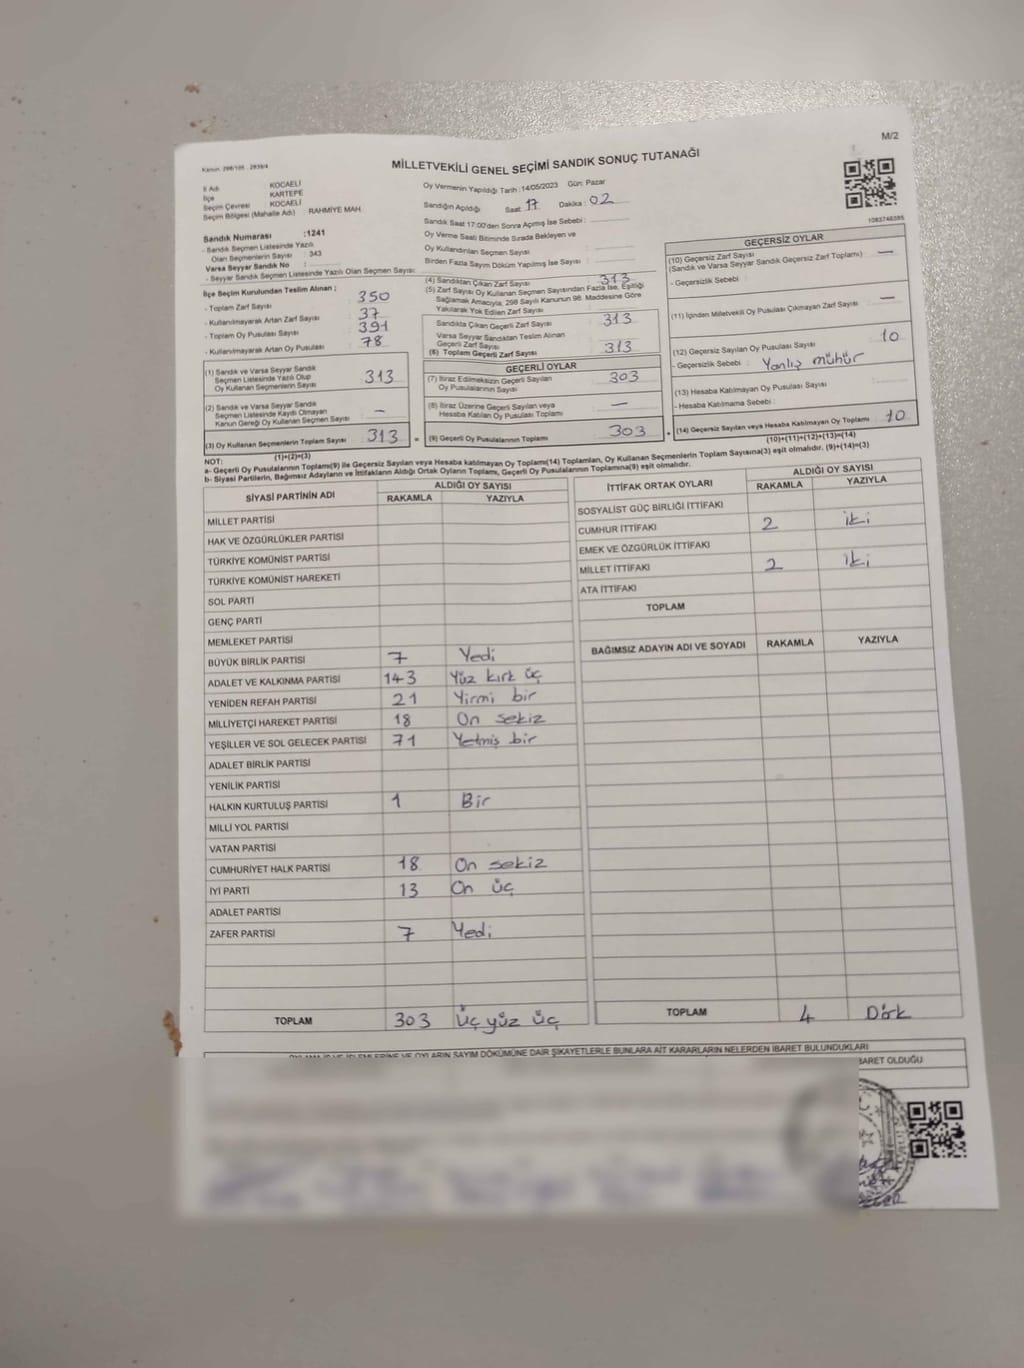 M/2
Kanun: 298/105 - 2839/4
MİLLETVEKİLİ GENEL SEÇİMİ SANDIK SONUÇ TUTANAĞI
İl Adı KOCAELİ
İlçe KARTEPE
Seçim Çevresi KOCAELİ
Seçim Bölgesi (Mahalle Adı) RAHMİYE MAH.
Oy Vermenin Yapıldığı Tarih :14/05/2023 Gün: Pazar
Sandığın Açıldığı Saat 17 Dakika : 02
Sandık Saat 17:00'den Sonra Açımış İse Sebebi :
Oy Verme Saati Bitiminde Sırada Bekleyen ve
Oy Kullandırılan Seçmen Sayısı :
Birden Fazla Sayım Döküm Yapılmış İse Sayısı :
Sandık Numarası :1241
- Sandık Seçmen Listesinde Yazılı
Olan Seçmenlerin Sayısı : 343
Varsa Seyyar Sandık No :
- Seyyar Sandık Seçmen Listesinde Yazılı Olan Seçmen Sayısı:
İlçe Seçim Kurulundan Teslim Alınan ;
- Toplam Zarf Sayısı : 350
- Kullanılmayarak Artan Zarf Sayısı : 37
- Toplam Oy Pusulası Sayısı : 391
- Kullanılmayarak Artan Oy Pusulası : 78
(1) Sandık ve Varsa Seyyar Sandık
Seçmen Listesinde Yazılı Olup
Oy Kullanan Seçmenlerin Sayısı : 313
(2) Sandık ve Varsa Seyyar Sandık
Seçmen Listesinde Kaydı Olmayan
Kanun Gereği Oy Kullanan Seçmen Sayısı : –
(3) Oy Kullanan Seçmenlerin Toplam Sayısı : 313
(1)+(2)=(3)
(4) Sandıktan Çıkan Zarf Sayısı : 313
(5) Zarf Sayısı Oy Kullanan Seçmen Sayısından Fazla İse, Eşitliği
Sağlamak Amacıyla, 298 Sayılı Kanunun 98. Maddesine Göre
Yakılarak Yok Edilen Zarf Sayısı :
Sandıkta Çıkan Geçerli Zarf Sayısı : 313
Varsa Seyyar Sandıktan Teslim Alınan
Geçerli Zarf Sayısı :
(6) Toplam Geçerli Zarf Sayısı : 313
GEÇERLİ OYLAR
(7) İtiraz Edilmeksizin Geçerli Sayılan
Oy Pusulalarının Sayısı : 303
(8) İtiraz Üzerine Geçerli Sayılan veya
Hesaba Katılan Oy Pusulası Toplamı : –
= (9) Geçerli Oy Pusulalarının Toplamı : 303
1083748395
GEÇERSİZ OYLAR
(10) Geçersiz Zarf Sayısı
(Sandık ve Varsa Seyyar Sandık Geçersiz Zarf Toplamı) : –
- Geçersizlik Sebebi :
(11) İçinden Milletvekili Oy Pusulası Çıkmayan Zarf Sayısı : –
(12) Geçersiz Sayılan Oy Pusulası Sayısı : 10
- Geçersizlik Sebebi : Yanlış mühür
(13) Hesaba Katılmayan Oy Pusulası Sayısı :
- Hesaba Katılmama Sebebi :
+ (14) Geçersiz Sayılan veya Hesaba Katılmayan Oy Toplamı : 10
(10)+(11)+(12)+(13)=(14)
NOT:
a- Geçerli Oy Pusulalarının Toplamı(9) ile Geçersiz Sayılan veya Hesaba katılmayan Oy Toplamı(14) Toplamları, Oy Kullanan Seçmenlerin Toplam Sayısına(3) eşit olmalıdır. (9)+(14)=(3)
b- Siyasi Partilerin, Bağımsız Adayların ve İttifakların Aldığı Ortak Oyların Toplamı, Geçerli Oy Pusulalarının Toplamına(9) eşit olmalıdır.
SİYASİ PARTİNİN ADI ALDIĞI OY SAYISI
RAKAMLA YAZIYLA
MİLLET PARTİSİ
HAK VE ÖZGÜRLÜKLER PARTİSİ
TÜRKİYE KOMÜNİST PARTİSİ
TÜRKİYE KOMÜNİST HAREKETİ
SOL PARTİ
GENÇ PARTİ
MEMLEKET PARTİSİ
BÜYÜK BİRLİK PARTİSİ 7 Yedi
ADALET VE KALKINMA PARTİSİ 143 Yüz kırk üç
YENİDEN REFAH PARTİSİ 21 Yirmi bir
MİLLİYETÇİ HAREKET PARTİSİ 18 On sekiz
YEŞİLLER VE SOL GELECEK PARTİSİ 71 Yetmiş bir
ADALET BİRLİK PARTİSİ
YENİLİK PARTİSİ
HALKIN KURTULUŞ PARTİSİ 1 Bir
MİLLİ YOL PARTİSİ
VATAN PARTİSİ
CUMHURİYET HALK PARTİSİ 18 On sekiz
İYİ PARTİ 13 On üç
ADALET PARTİSİ
ZAFER PARTİSİ 7 Yedi
TOPLAM 303 Üç yüz üç
İTTİFAK ORTAK OYLARI ALDIĞI OY SAYISI
RAKAMLA YAZIYLA
SOSYALİST GÜÇ BİRLİĞİ İTTİFAKI
CUMHUR İTTİFAKI 2 iki
EMEK VE ÖZGÜRLÜK İTTİFAKI
MİLLET İTTİFAKI 2 iki
ATA İTTİFAKI
TOPLAM
BAĞIMSIZ ADAYIN ADI VE SOYADI RAKAMLA YAZIYLA
TOPLAM 4 Dört
OYLAMA İŞ VE İŞLEMLERİNE VE OYLARIN SAYIM DÖKÜMÜNE DAİR ŞİKAYETLERLE BUNLARA AİT KARARLARIN NELERDEN İBARET BULUNDUKLARI
İBARET OLDUĞU